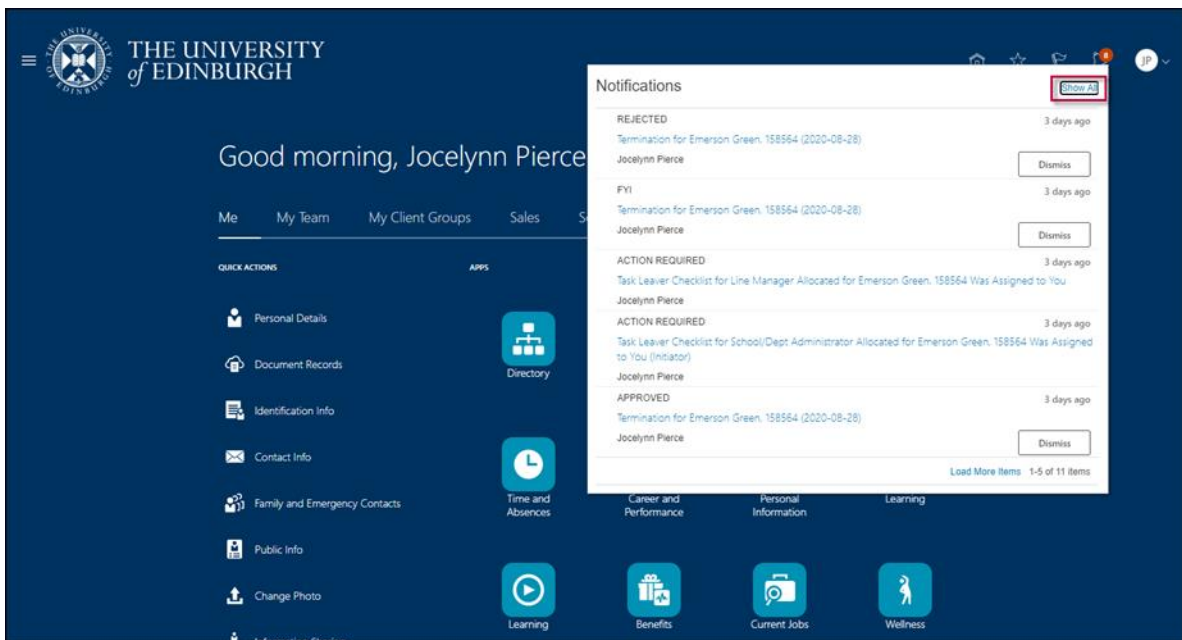 THE UNIVERSITY
of EDINBURGH
8
JP
Good morning, Jocelynn Pierce
Me
My Team
My Client Groups
Sales
QUICK ACTIONS
APPS
Personal Details
Document Records
Identification Info
Contact Info
Family and Emergency Contacts
Public Info
Change Photo
Directory
Time and
Absences
Career and
Performance
Personal
Information
Learning
Learning
Benefits
Current Jobs
Wellness
Notifications
Show All
REJECTED
3 days ago
Termination for Emerson Green, 158564 (2020-08-28)
Jocelynn Pierce
Dismiss
FYI
3 days ago
Termination for Emerson Green, 158564 (2020-08-28)
Jocelynn Pierce
Dismiss
ACTION REQUIRED
3 days ago
Task Leaver Checklist for Line Manager Allocated for Emerson Green, 158564 Was Assigned to You
Jocelynn Pierce
ACTION REQUIRED
3 days ago
Task Leaver Checklist for School/Dept Administrator Allocated for Emerson Green, 158564 Was Assigned
to You (Initiator)
Jocelynn Pierce
APPROVED
3 days ago
Termination for Emerson Green, 158564 (2020-08-28)
Jocelynn Pierce
Dismiss
Load More Items 1-5 of 11 items